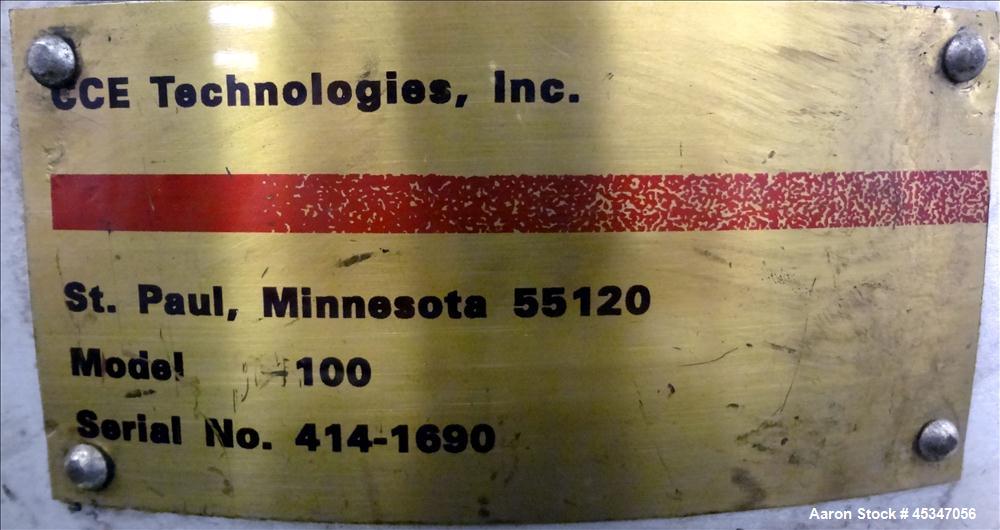 CCE Technologies, Inc.
St. Paul, Minnesota 55120
Model 100
Serial No. 414-1690
Aaron Stock # 45347056